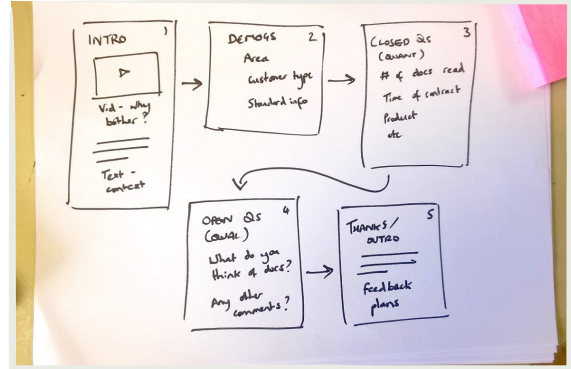 INTRO 1
Vid - why
bother?
Text -
context
DEMOGS 2
Area
Customer type
Standard info
CLOSED QS 3
(QUANT)
# of docs read
Time of contract
Product
etc
OPEN QS 4
(QUAL)
What do you
think of docs?
Any other
comments?
THANKS/ 5
OUTRO
Feedback
plans